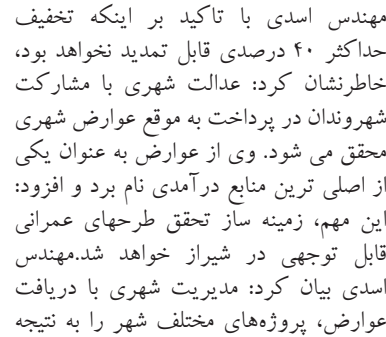 مهندس اسدی با تاکید بر اینکه تخفیف
حداکثر ۴۰ درصدی قابل تمدید نخواهد بود،
خاطرنشان کرد: عدالت شهری با مشارکت
شهروندان در پرداخت به موقع عوارض شهری
محقق می شود. وی از عوارض به عنوان یکی
از اصلی ترین منابع درآمدی نام برد و افزود:
این مهم، زمینه ساز تحقق طرحهای عمرانی
قابل توجهی در شیراز خواهد شد.مهندس
اسدی بیان کرد: مدیریت شهری با دریافت
عوارض، پروژه‌های مختلف شهر را به نتیجه